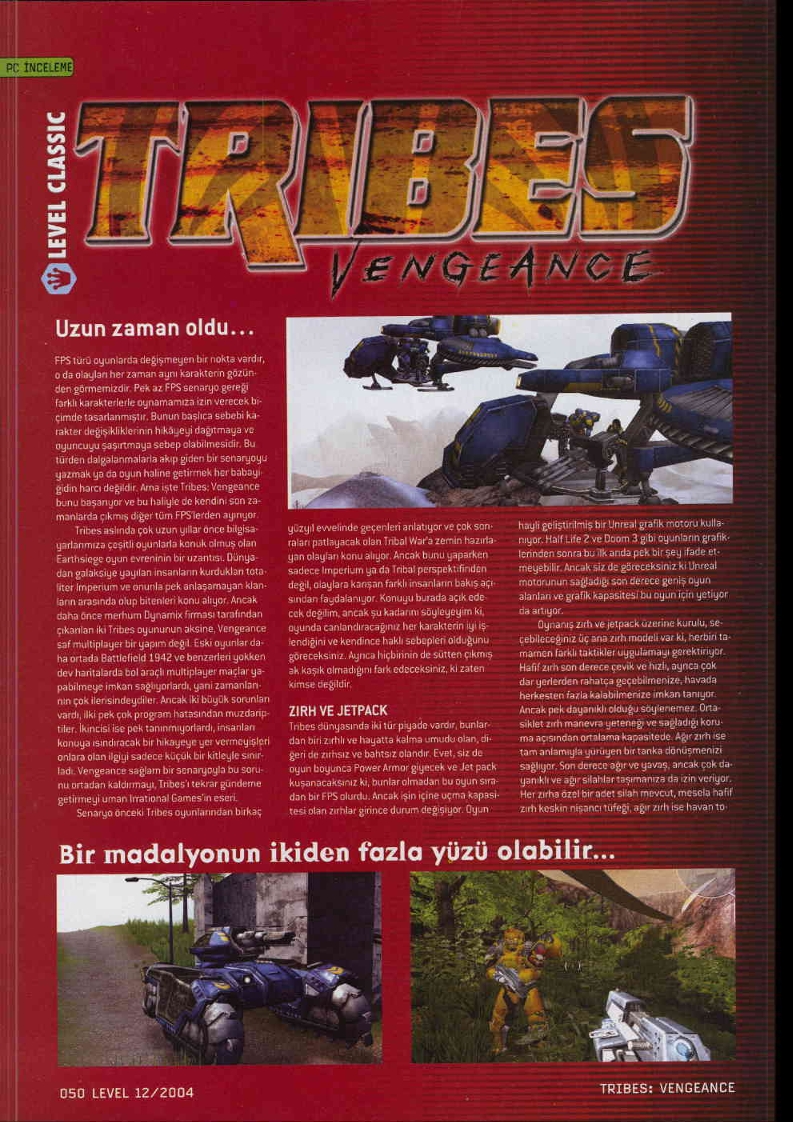 PC İNCELEME
LEVEL CLASSIC
TRIBES
VENGEANCE
Uzun zaman oldu...
FPS türü oyunlarda değişmeyen bir nokta vardır,
o da olayları her zaman aynı karakterin gözün-
den görmemizdir. Pek az FPS senaryo gereği
farklı karakterlerle oynamamıza izin verecek bi-
çimde tasarlanmıştır. Bunun başlıca sebebi ka-
rakter değişikliklerinin hikâyeyi dağıtmaya ve
oyuncuyu şaşırtmaya sebep olabilmesidir. Bu
türden dalgalanmalarla akıp giden bir senaryoyu
yazmak ya da oyun haline getirmek her babayi-
ğidin harcı değildir. Ama işte Tribes: Vengeance
bunu başarıyor ve bu haliyle de kendini son za-
manlarda çıkmış diğer tüm FPS'lerden ayırıyor.
Tribes aslında çok uzun yıllar önce bilgisa-
yarlarımıza çeşitli oyunlarla konuk olmuş olan
Earthsiege oyun evreninin bir uzantısı. Dünya-
dan galaksiye yayılan insanların kurdukları tota-
liter Imperium ve onunla pek anlaşamayan klan-
ların arasında olup bitenleri konu alıyor. Ancak
daha önce merhum Dynamix firması tarafından
çıkarılan iki Tribes oyununun aksine, Vengeance
saf multiplayer bir yapım değil. Eski oyunlar da-
ha ortada Battlefield 1942 ve benzerleri yokken
dev haritalarda bol araçlı multiplayer maçlar ya-
pabilmeye imkan sağlıyorlardı, yani zamanları-
nın çok ilerisindeydiler. Ancak iki büyük sorunları
vardı, ilki pek çok program hatasından muzdarip-
tiler. İkincisi ise pek tanınmıyorlardı, insanları
konuya ısındıracak bir hikayeye yer vermeyişleri
onlara olan ilgiyi sadece küçük bir kitleyle sınır-
ladı. Vengeance sağlam bir senaryoyla bu soru-
nu ortadan kaldırmayı, Tribes'ı tekrar gündeme
getirmeyi uman Irrational Games'in eseri.
Senaryo önceki Tribes oyunlarından birkaç
yüzyıl evvelinde geçenleri anlatıyor ve çok son-
raları patlayacak olan Tribal War'a zemin hazırla-
yan olayları konu alıyor. Ancak bunu yaparken
sadece Imperium ya da Tribal perspektifinden
değil, olaylara karışan farklı insanların bakış açı-
sından faydalanıyor. Konuyu burada açık ede-
cek değilim, ancak şu kadarını söyleyeyim ki,
oyunda canlandıracağınız her karakterin iyi iş-
lendiğini ve kendince haklı sebepleri olduğunu
göreceksiniz. Ayrıca hiçbirinin de sütten çıkmış
ak kaşık olmadığını fark edeceksiniz, ki zaten
kimse değildir.
ZIRH VE JETPACK
Tribes dünyasında iki tür piyade vardır, bunlar-
dan biri zırhlı ve hayatta kalma umudu olan, di-
ğeri de zırhsız ve bahtsız olandır. Evet, siz de
oyun boyunca Power Armor giyecek ve Jet pack
kuşanacaksınız ki, bunlar olmadan bu oyun sıra-
dan bir FPS olurdu. Ancak işin içine uçma kapasi-
tesi olan zırhlar girince durum değişiyor. Oyun
hayli geliştirilmiş bir Unreal grafik motoru kulla-
nıyor. Half Life 2 ve Doom 3 gibi oyunların grafik-
lerinden sonra bu ilk anda pek bir şey ifade et-
meyebilir. Ancak siz de göreceksiniz ki Unreal
motorunun sağladığı son derece geniş oyun
alanları ve grafik kapasitesi bu oyun için yetiyor
da artıyor.
Oynanış zırh ve jetpack üzerine kurulu, se-
çebileceğiniz üç ana zırh modeli var ki, herbiri ta-
mamen farklı taktikler uygulamayı gerektiriyor.
Hafif zırh son derece çevik ve hızlı, ayrıca çok
dar yerlerden rahatça geçebilmenize, havada
herkesten fazla kalabilmenize imkan tanıyor.
Ancak pek dayanıklı olduğu söylenemez. Orta-
siklet zırh manevra yeteneği ve sağladığı koru-
ma açısından ortalama kapasitede. Ağır zırh ise
tam anlamıyla yürüyen bir tanka dönüşmenizi
sağlıyor. Son derece ağır ve yavaş, ancak çok da-
yanıklı ve ağır silahlar taşımanıza da izin veriyor.
Her zırha özel bir adet silah mevcut, mesela hafif
zırh keskin nişancı tüfeği, ağır zırh ise havan to-
Bir madalyonun ikiden fazla yüzü olabilir...
050 LEVEL 12/2004
TRIBES: VENGEANCE